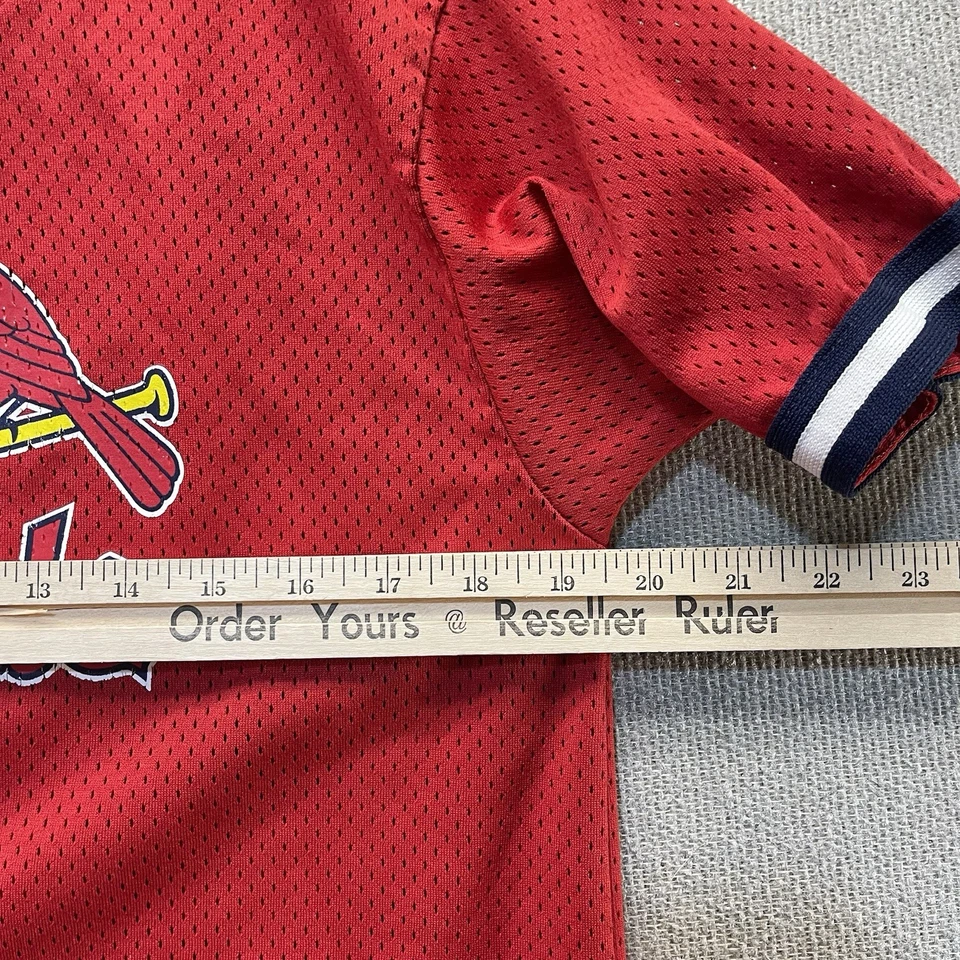 13 14 15 16 17 18 19 20 21 22 23
Order Yours @ Reseller Ruler